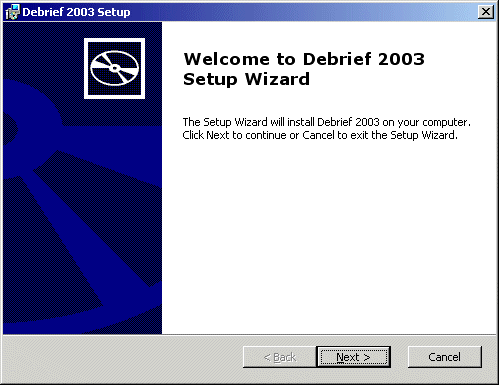 Debrief 2003 Setup
Welcome to Debrief 2003
Setup Wizard
The Setup Wizard will install Debrief 2003 on your computer.
Click Next to continue or Cancel to exit the Setup Wizard.
< Back
Next >
Cancel